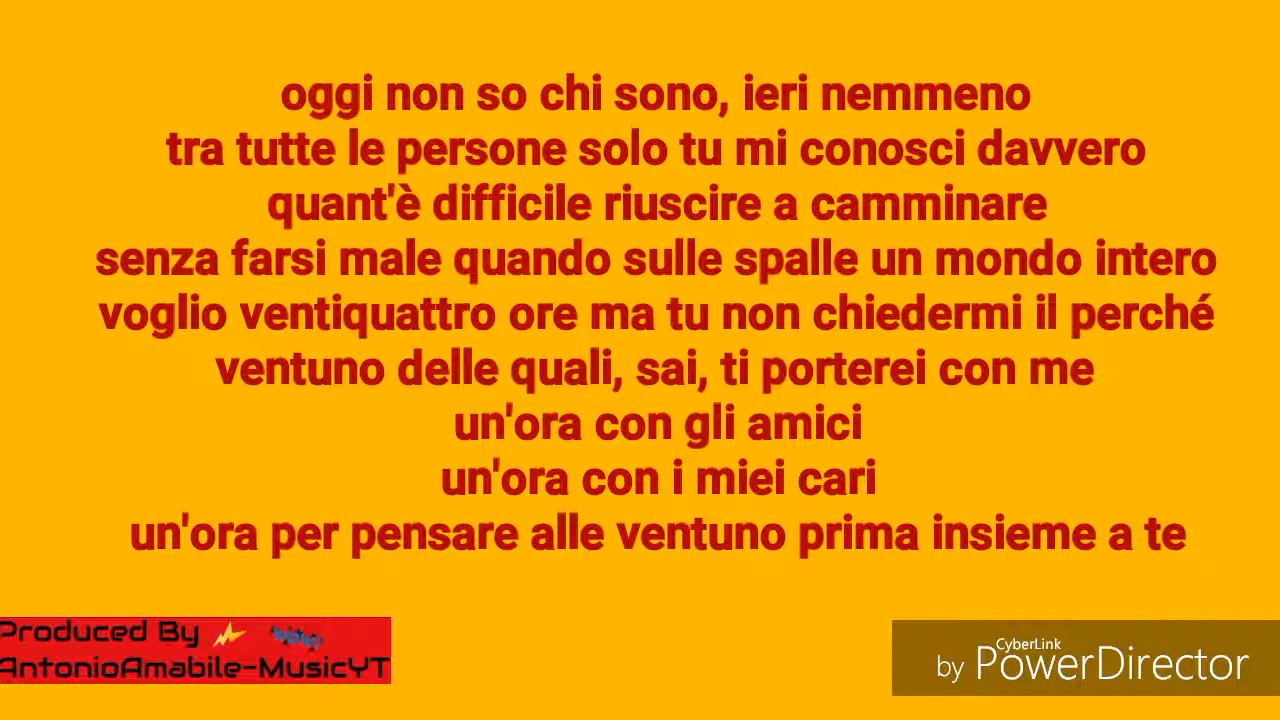 oggi non so chi sono, ieri nemmeno
tra tutte le persone solo tu mi conosci davvero
quant'è difficile riuscire a camminare
senza farsi male quando sulle spalle un mondo intero
voglio ventiquattro ore ma tu non chiedermi il perché
ventuno delle quali, sai, ti porterei con me
un'ora con gli amici
un'ora con i miei cari
un'ora per pensare alle ventuno prima insieme a te
Produced By
AntonioAmabile-MusicYT
CyberLink
by PowerDirector